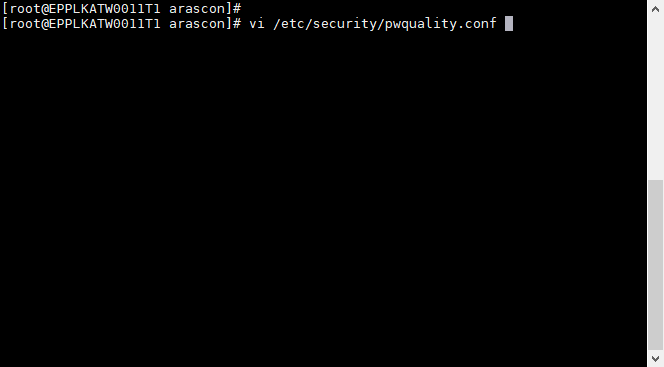 [root@EPPLKATW0011T1 arascon]#
[root@EPPLKATW0011T1 arascon]# vi /etc/security/pwquality.conf